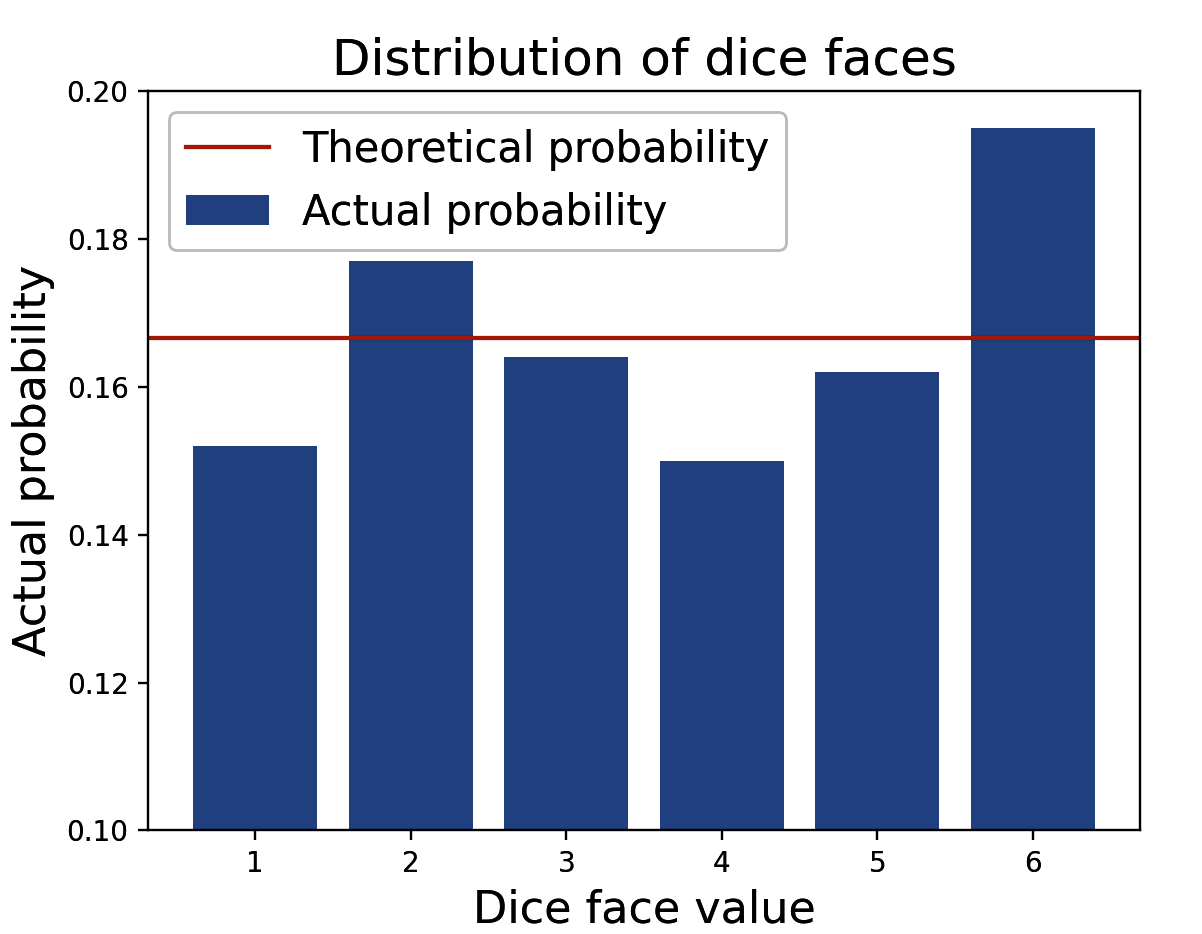 Distribution of dice faces
Theoretical probability
Actual probability
Actual probability
0.20
0.18
0.16
0.14
0.12
0.10
1 2 3 4 5 6
Dice face value